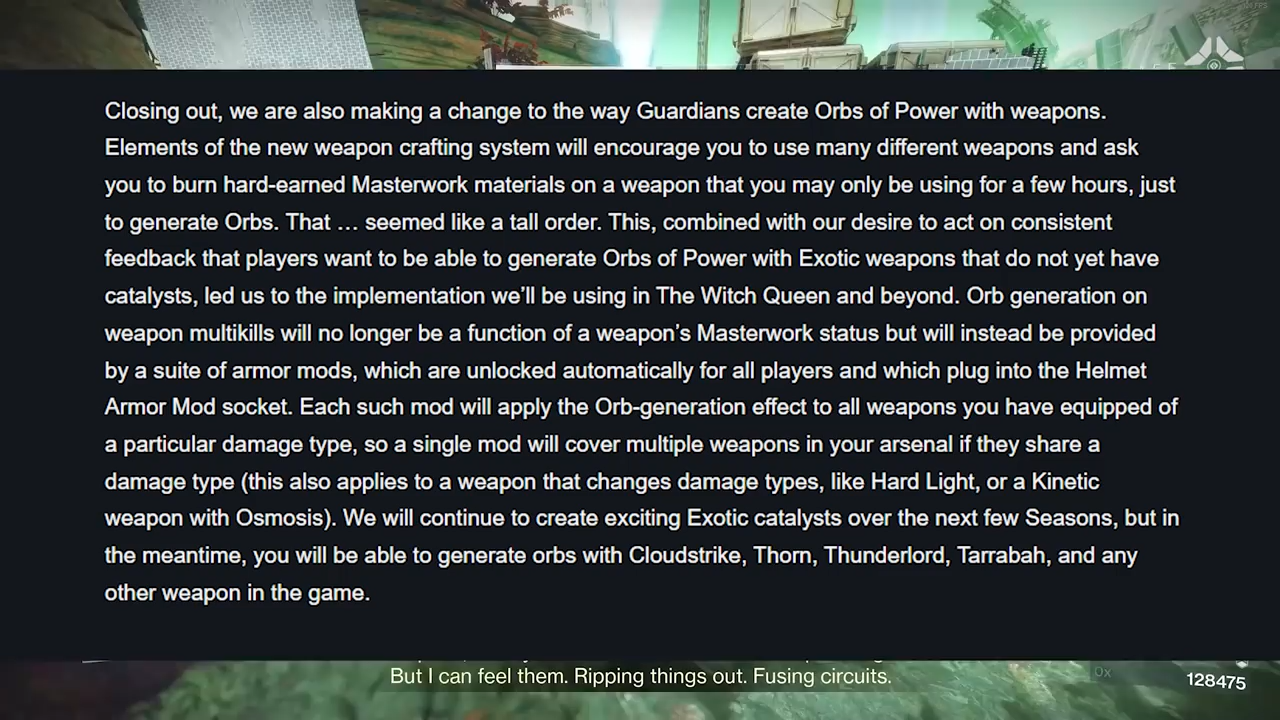 Closing out, we are also making a change to the way Guardians create Orbs of Power with weapons.
Elements of the new weapon crafting system will encourage you to use many different weapons and ask
you to burn hard-earned Masterwork materials on a weapon that you may only be using for a few hours, just
to generate Orbs. That … seemed like a tall order. This, combined with our desire to act on consistent
feedback that players want to be able to generate Orbs of Power with Exotic weapons that do not yet have
catalysts, led us to the implementation we’ll be using in The Witch Queen and beyond. Orb generation on
weapon multikills will no longer be a function of a weapon’s Masterwork status but will instead be provided
by a suite of armor mods, which are unlocked automatically for all players and which plug into the Helmet
Armor Mod socket. Each such mod will apply the Orb-generation effect to all weapons you have equipped of
a particular damage type, so a single mod will cover multiple weapons in your arsenal if they share a
damage type (this also applies to a weapon that changes damage types, like Hard Light, or a Kinetic
weapon with Osmosis). We will continue to create exciting Exotic catalysts over the next few Seasons, but in
the meantime, you will be able to generate orbs with Cloudstrike, Thorn, Thunderlord, Tarrabah, and any
other weapon in the game.
But I can feel them. Ripping things out. Fusing circuits.
0x
128475